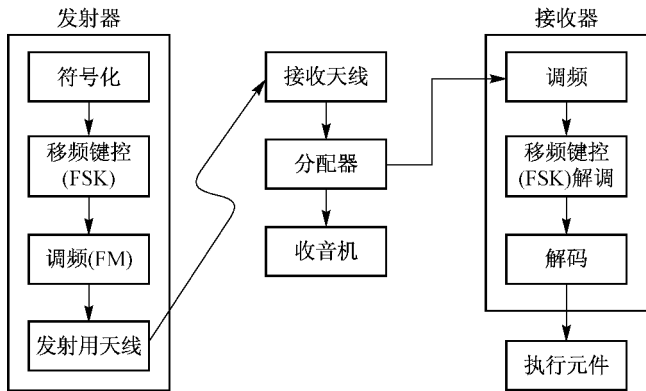 发射器
符号化
移频键控
(FSK)
调频(FM)
发射用天线
接收天线
分配器
收音机
接收器
调频
移频键控
(FSK)解调
解码
执行元件